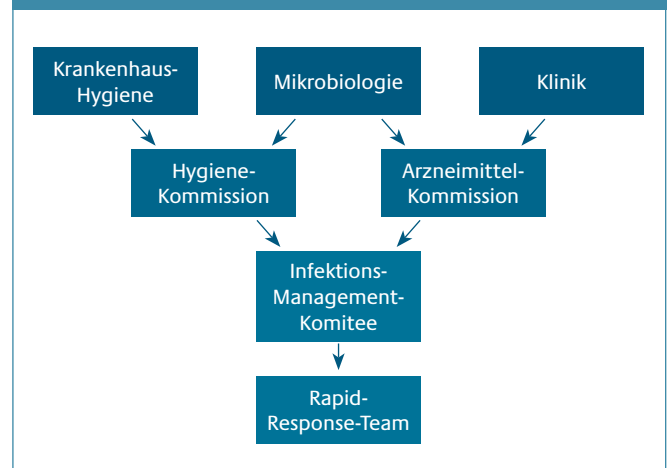 Krankenhaus-
Hygiene
Mikrobiologie
Klinik
Hygiene-
Kommission
Arzneimittel-
Kommission
Infektions-
Management-
Komitee
Rapid-
Response-Team